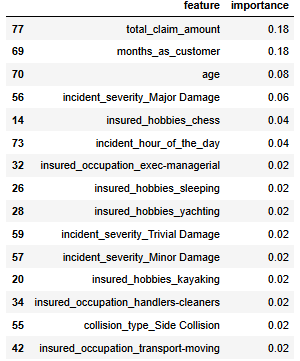 feature importance
77 total_claim_amount 0.18
69 months_as_customer 0.18
70 age 0.08
56 incident_severity_Major Damage 0.06
14 insured_hobbies_chess 0.04
73 incident_hour_of_the_day 0.04
32 insured_occupation_exec-managerial 0.02
26 insured_hobbies_sleeping 0.02
28 insured_hobbies_yachting 0.02
59 incident_severity_Trivial Damage 0.02
57 incident_severity_Minor Damage 0.02
20 insured_hobbies_kayaking 0.02
34 insured_occupation_handlers-cleaners 0.02
55 collision_type_Side Collision 0.02
42 insured_occupation_transport-moving 0.02